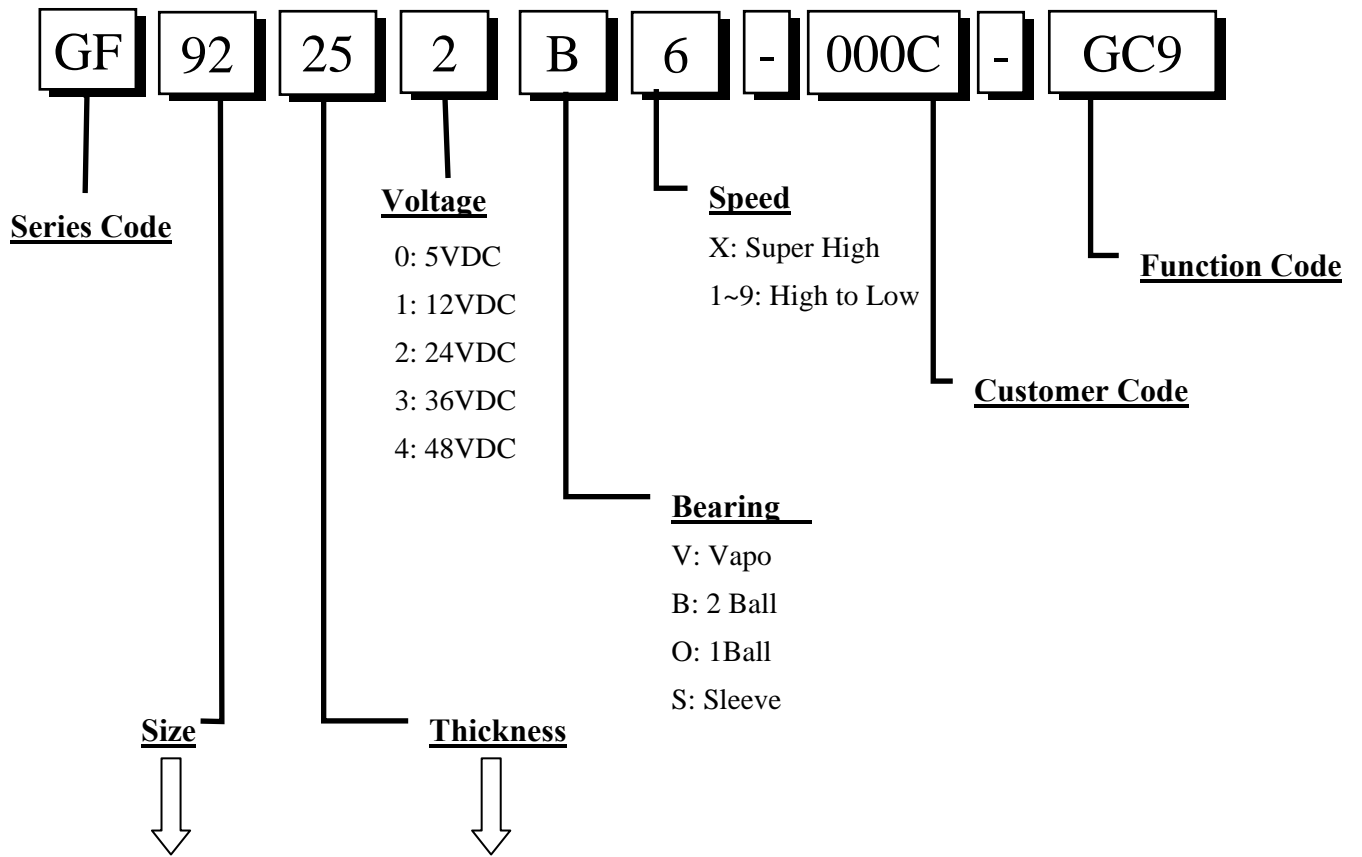 GF 92 25 2 B 6 - 000C - GC9
Series Code
Voltage
0: 5VDC
1: 12VDC
2: 24VDC
3: 36VDC
4: 48VDC
Speed
X: Super High
1~9: High to Low
Function Code
Customer Code
Bearing
V: Vapo
B: 2 Ball
O: 1Ball
S: Sleeve
Size
Thickness